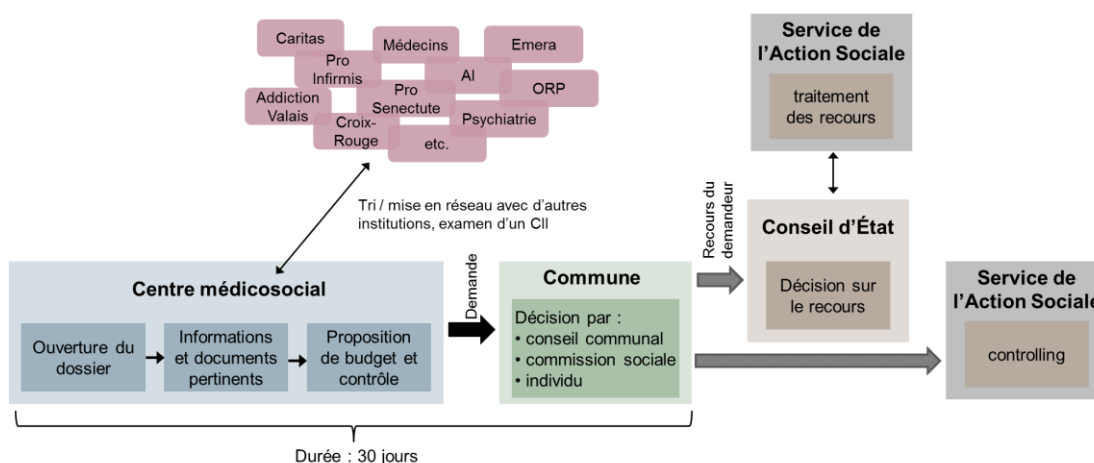 Caritas
Médecins
Emera
Pro
Infirmis
AI
ORP
Addiction
Valais
Pro
Senectute
Psychiatrie
Croix-
Rouge
etc.
Service de
l'Action Sociale
traitement
des recours
Tri / mise en réseau avec d'autres
institutions, examen d'un CII
Recours du
demandeur
Conseil d'État
Décision sur
le recours
Centre médicosocial
Ouverture du
dossier
Informations
et documents
pertinents
Proposition
de budget et
contrôle
Demande
Commune
Décision par :
• conseil communal
• commission sociale
• individu
Service de
l'Action Sociale
controlling
Durée : 30 jours